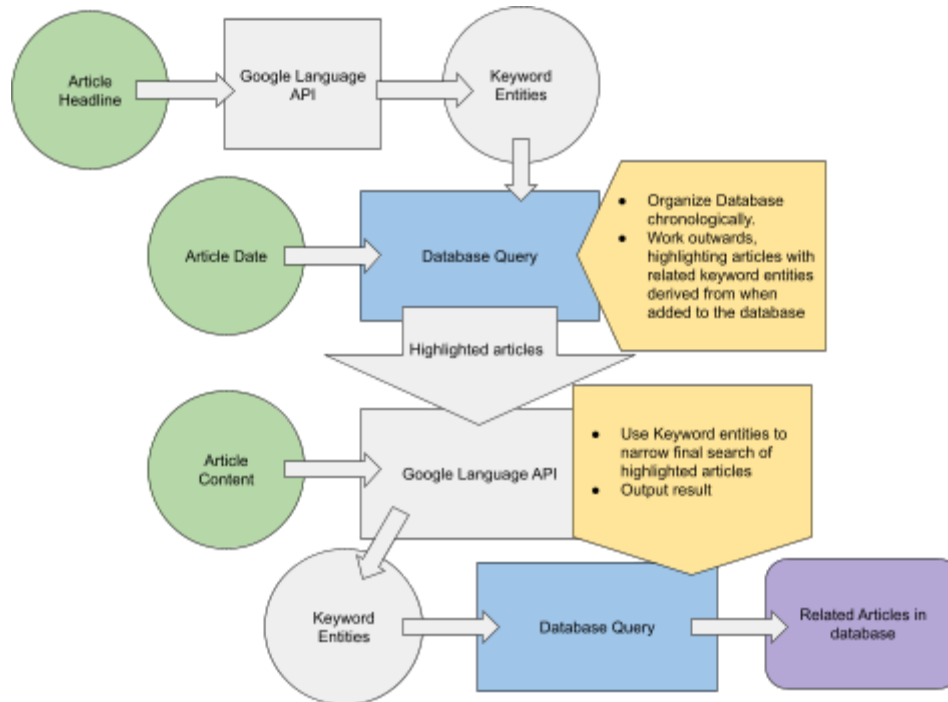 Article
Headline
Google Language
API
Keyword
Entities
Article Date
Database Query
● Organize Database
chronologically.
● Work outwards,
highlighting articles with
related keyword entities
derived from when
added to the database
Highlighted articles
Article
Content
Google Language API
● Use Keyword entities to
narrow final search of
highlighted articles
● Output result
Keyword
Entities
Database Query
Related Articles in
database